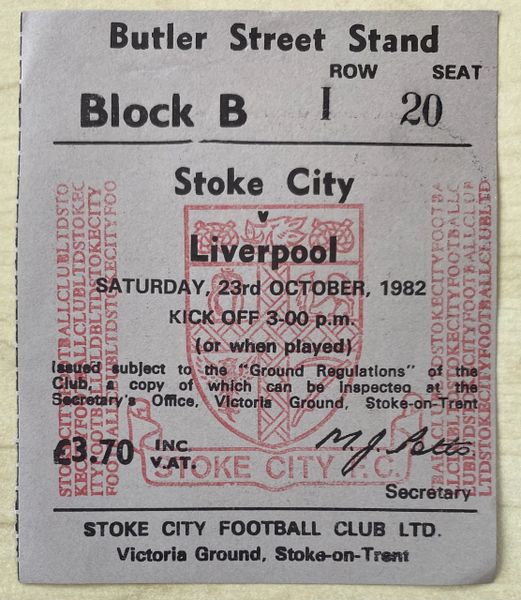 Butler Street Stand
ROW SEAT
Block B I 20
Stoke City
v
Liverpool
SATURDAY, 23rd OCTOBER, 1982
KICK OFF 3-00 p.m.
(or when played)
Issued subject to the "Ground Regulations" of the
Club, a copy of which can be inspected at the
Secretary's Office, Victoria Ground, Stoke-on-Trent
£3.70 INC
V.AT.
STOKE CITY F.C.
Secretary
STOKE CITY FOOTBALL CLUB LTD.
Victoria Ground, Stoke-on-Trent